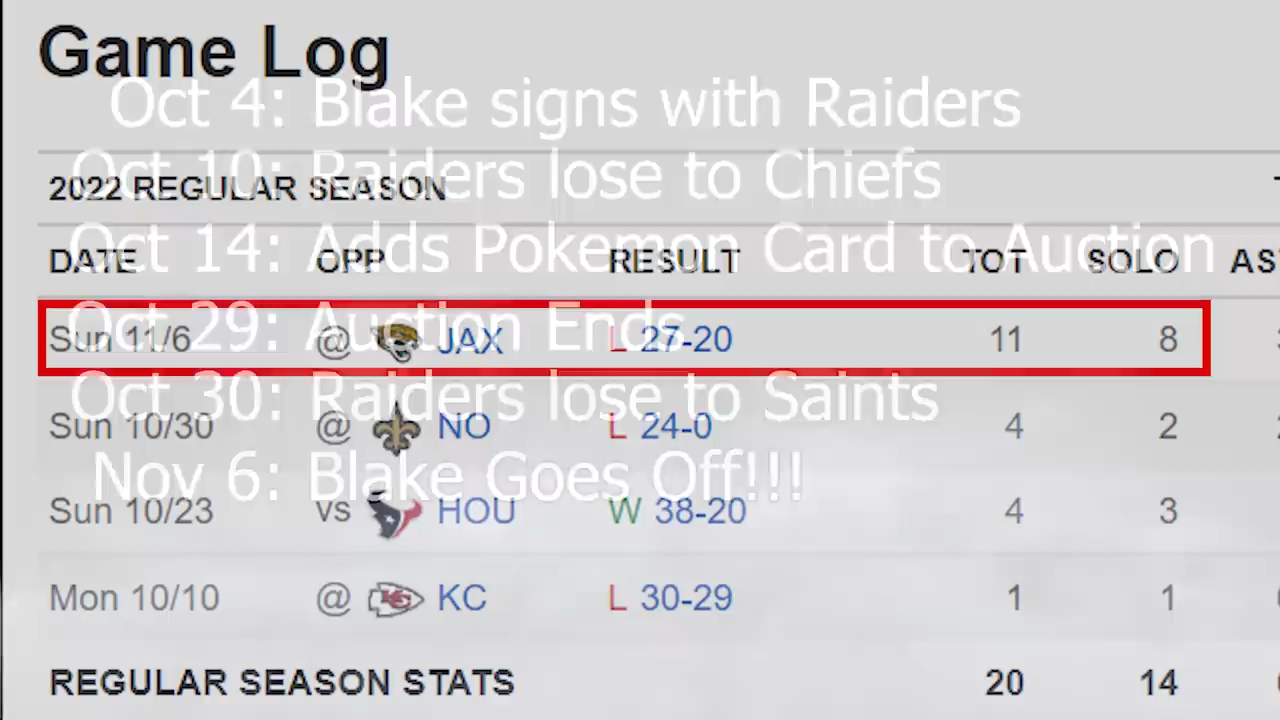 Game Log
Oct 4: Blake signs with Raiders
Oct 10: Raiders lose to Chiefs
2022 REGULAR SEASON
Oct 14: Adds Pokemon Card to Auction
DATE OPP RESULT TOT SOLO AS
Oct 29: Auction Ends
Sun 11/6 @ JAX L 27-20 11 8
Oct 30: Raiders lose to Saints
Sun 10/30 @ NO L 24-0 4 2
Nov 6: Blake Goes Off!!!
Sun 10/23 vs HOU W 38-20 4 3
Mon 10/10 @ KC L 30-29 1 1
REGULAR SEASON STATS 20 14